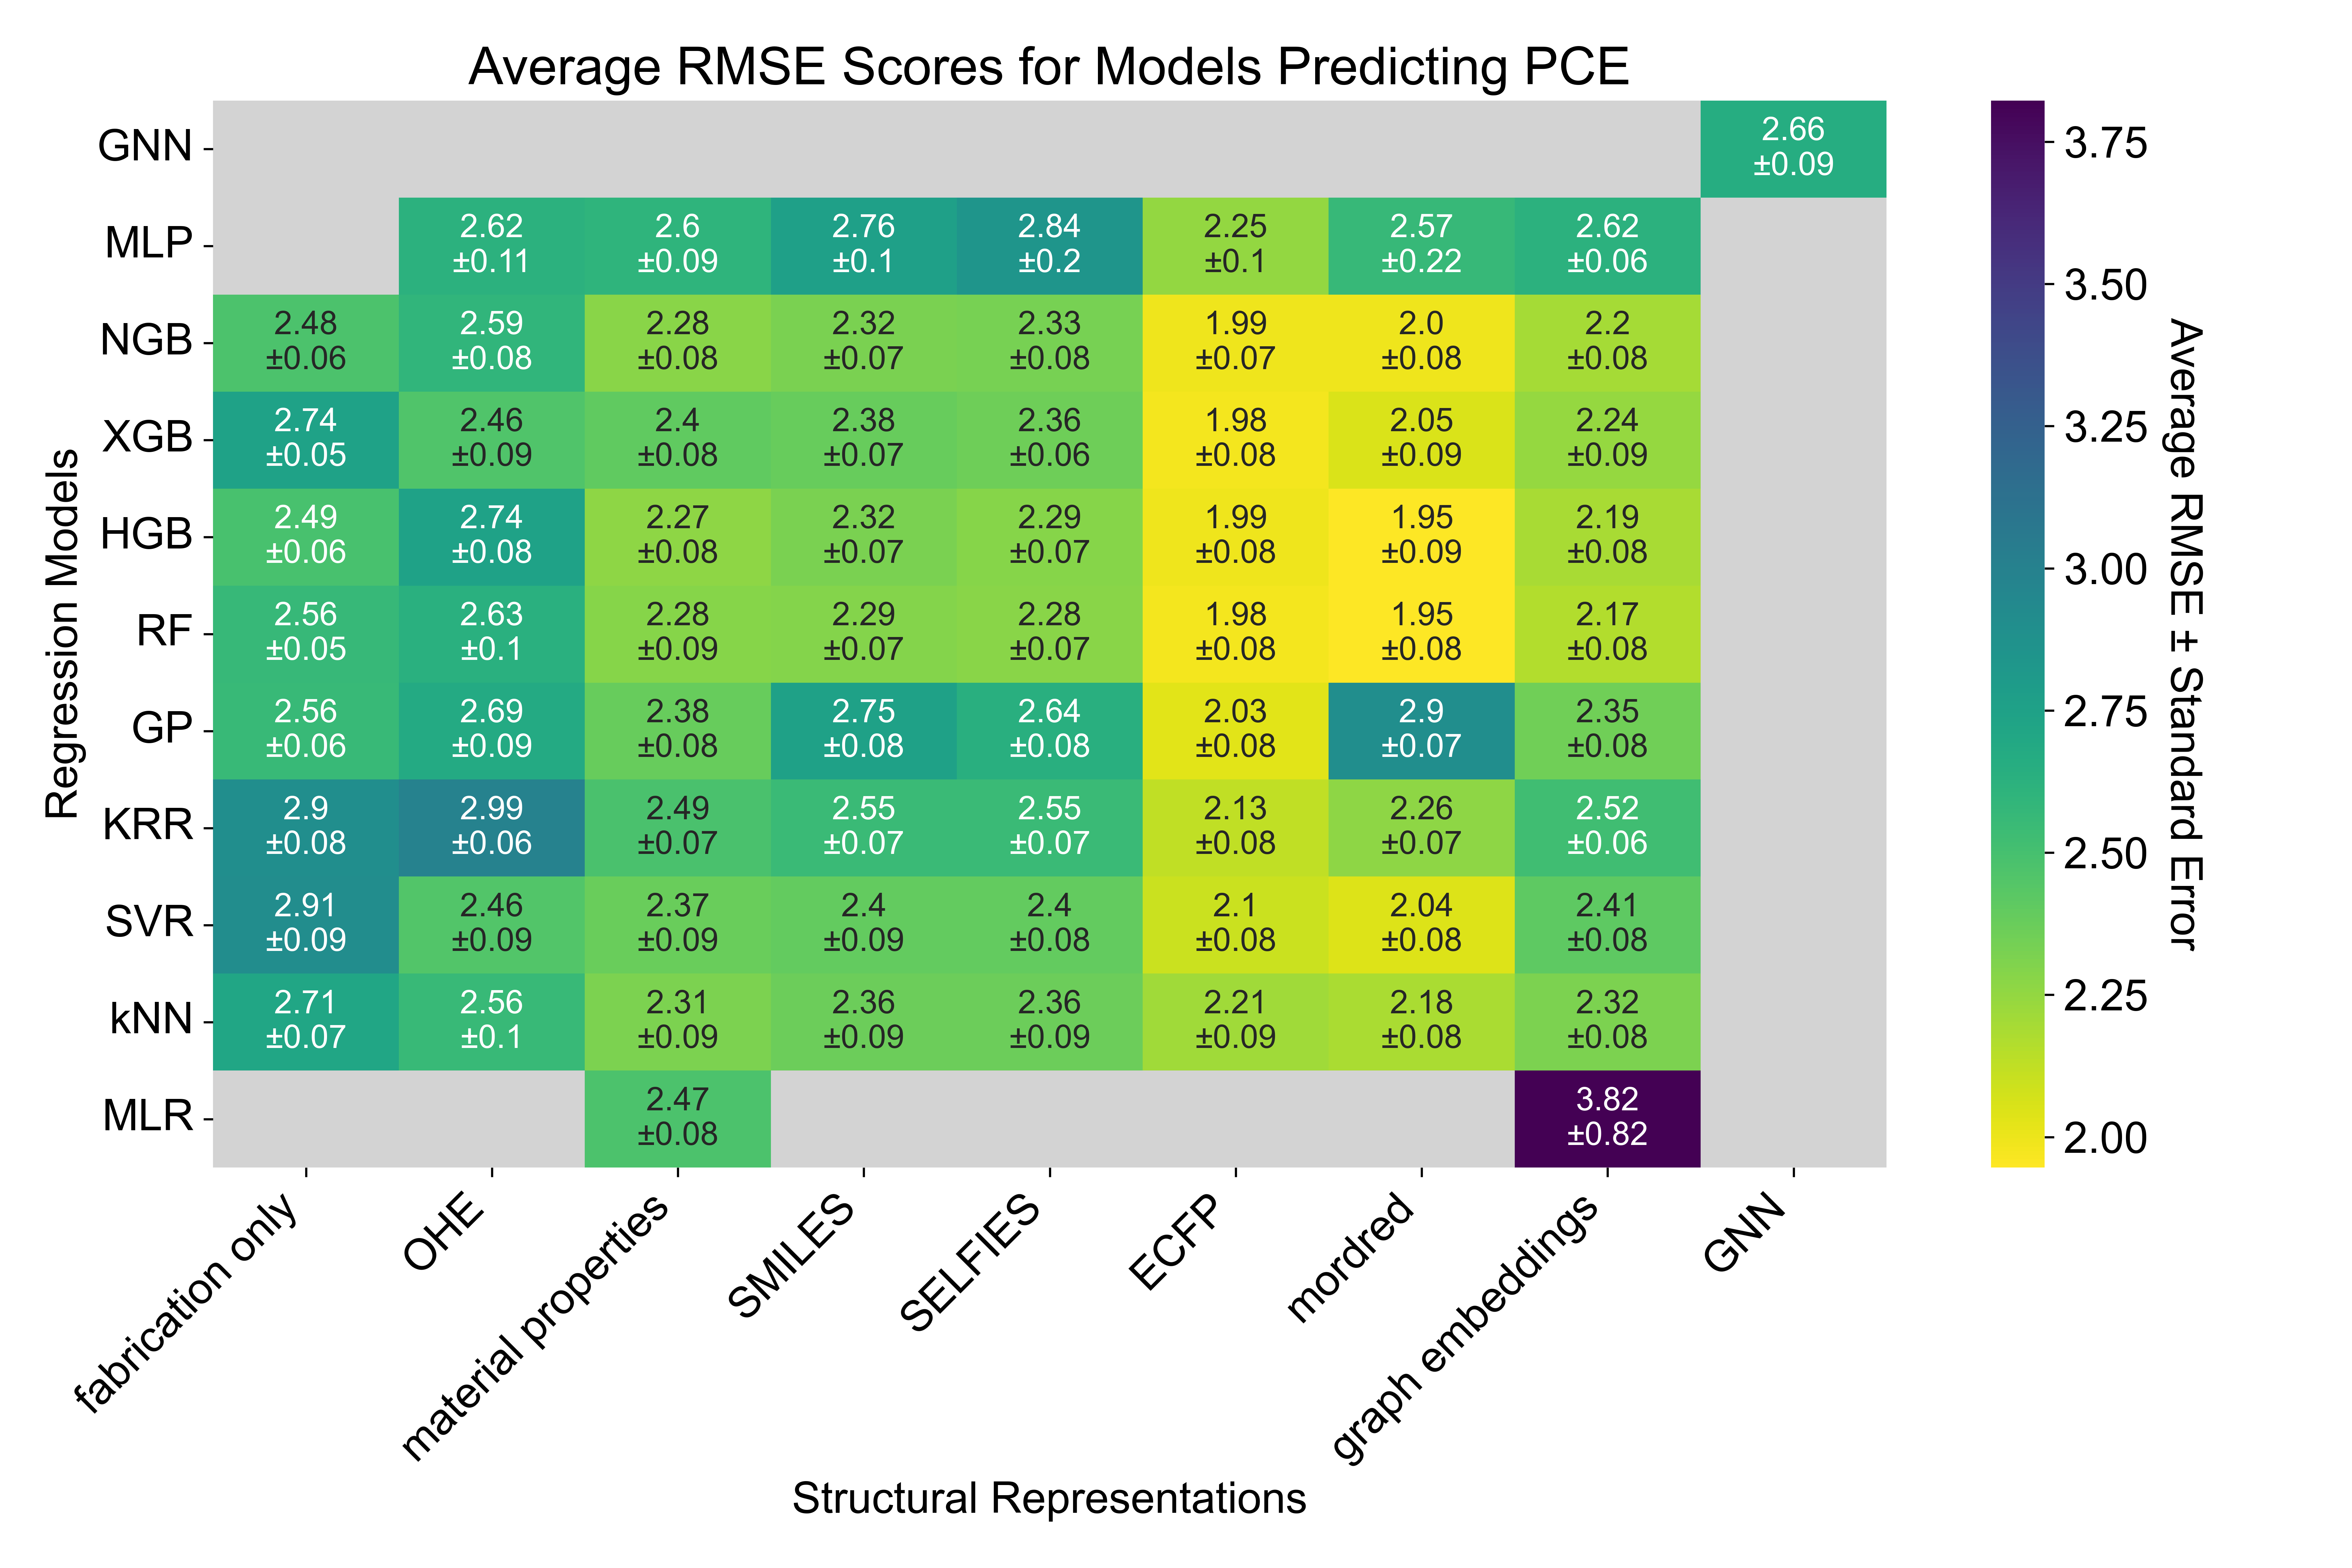 Average RMSE Scores for Models Predicting PCE
Regression Models
GNN
2.66
±0.09
MLP
2.62 2.6 2.76 2.84 2.25 2.57 2.62
±0.11 ±0.09 ±0.1 ±0.2 ±0.1 ±0.22 ±0.06
NGB
2.48 2.59 2.28 2.32 2.33 1.99 2.0 2.2
±0.06 ±0.08 ±0.08 ±0.07 ±0.08 ±0.07 ±0.08 ±0.08
XGB
2.74 2.46 2.4 2.38 2.36 1.98 2.05 2.24
±0.05 ±0.09 ±0.08 ±0.07 ±0.06 ±0.08 ±0.09 ±0.09
HGB
2.49 2.74 2.27 2.32 2.29 1.99 1.95 2.19
±0.06 ±0.08 ±0.08 ±0.07 ±0.07 ±0.08 ±0.09 ±0.08
RF
2.56 2.63 2.28 2.29 2.28 1.98 1.95 2.17
±0.05 ±0.1 ±0.09 ±0.07 ±0.07 ±0.08 ±0.08 ±0.08
GP
2.56 2.69 2.38 2.75 2.64 2.03 2.9 2.35
±0.06 ±0.09 ±0.08 ±0.08 ±0.08 ±0.08 ±0.07 ±0.08
KRR
2.9 2.99 2.49 2.55 2.55 2.13 2.26 2.52
±0.08 ±0.06 ±0.07 ±0.07 ±0.07 ±0.08 ±0.07 ±0.06
SVR
2.91 2.46 2.37 2.4 2.4 2.1 2.04 2.41
±0.09 ±0.09 ±0.09 ±0.09 ±0.08 ±0.08 ±0.08 ±0.08
kNN
2.71 2.56 2.31 2.36 2.36 2.21 2.18 2.32
±0.07 ±0.1 ±0.09 ±0.09 ±0.09 ±0.09 ±0.08 ±0.08
MLR
2.47 3.82
±0.08 ±0.82
fabrication only
OHE
material properties
SMILES
SELFIES
ECFP
mordred
graph embeddings
GNN
Structural Representations
3.75
3.50
3.25
3.00
2.75
2.50
2.25
2.00
Average RMSE ± Standard Error